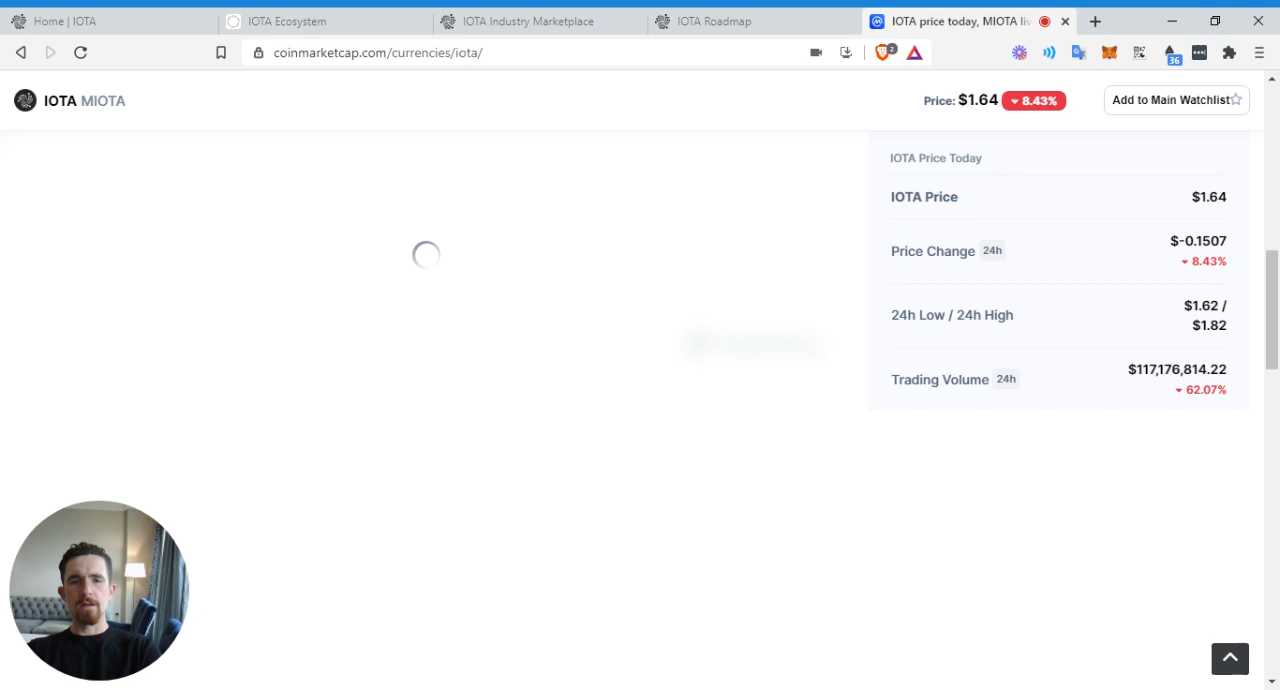 Home | IOTA
IOTA Ecosystem
IOTA Industry Marketplace
IOTA Roadmap
IOTA price today, MIOTA liv
coinmarketcap.com/currencies/iota/
2
36
IOTA MIOTA
Price: $1.64 8.43%
Add to Main Watchlist
IOTA Price Today
IOTA Price $1.64
Price Change 24h $-0.1507
8.43%
24h Low / 24h High $1.62 /
$1.82
Trading Volume 24h $117,176,814.22
62.07%